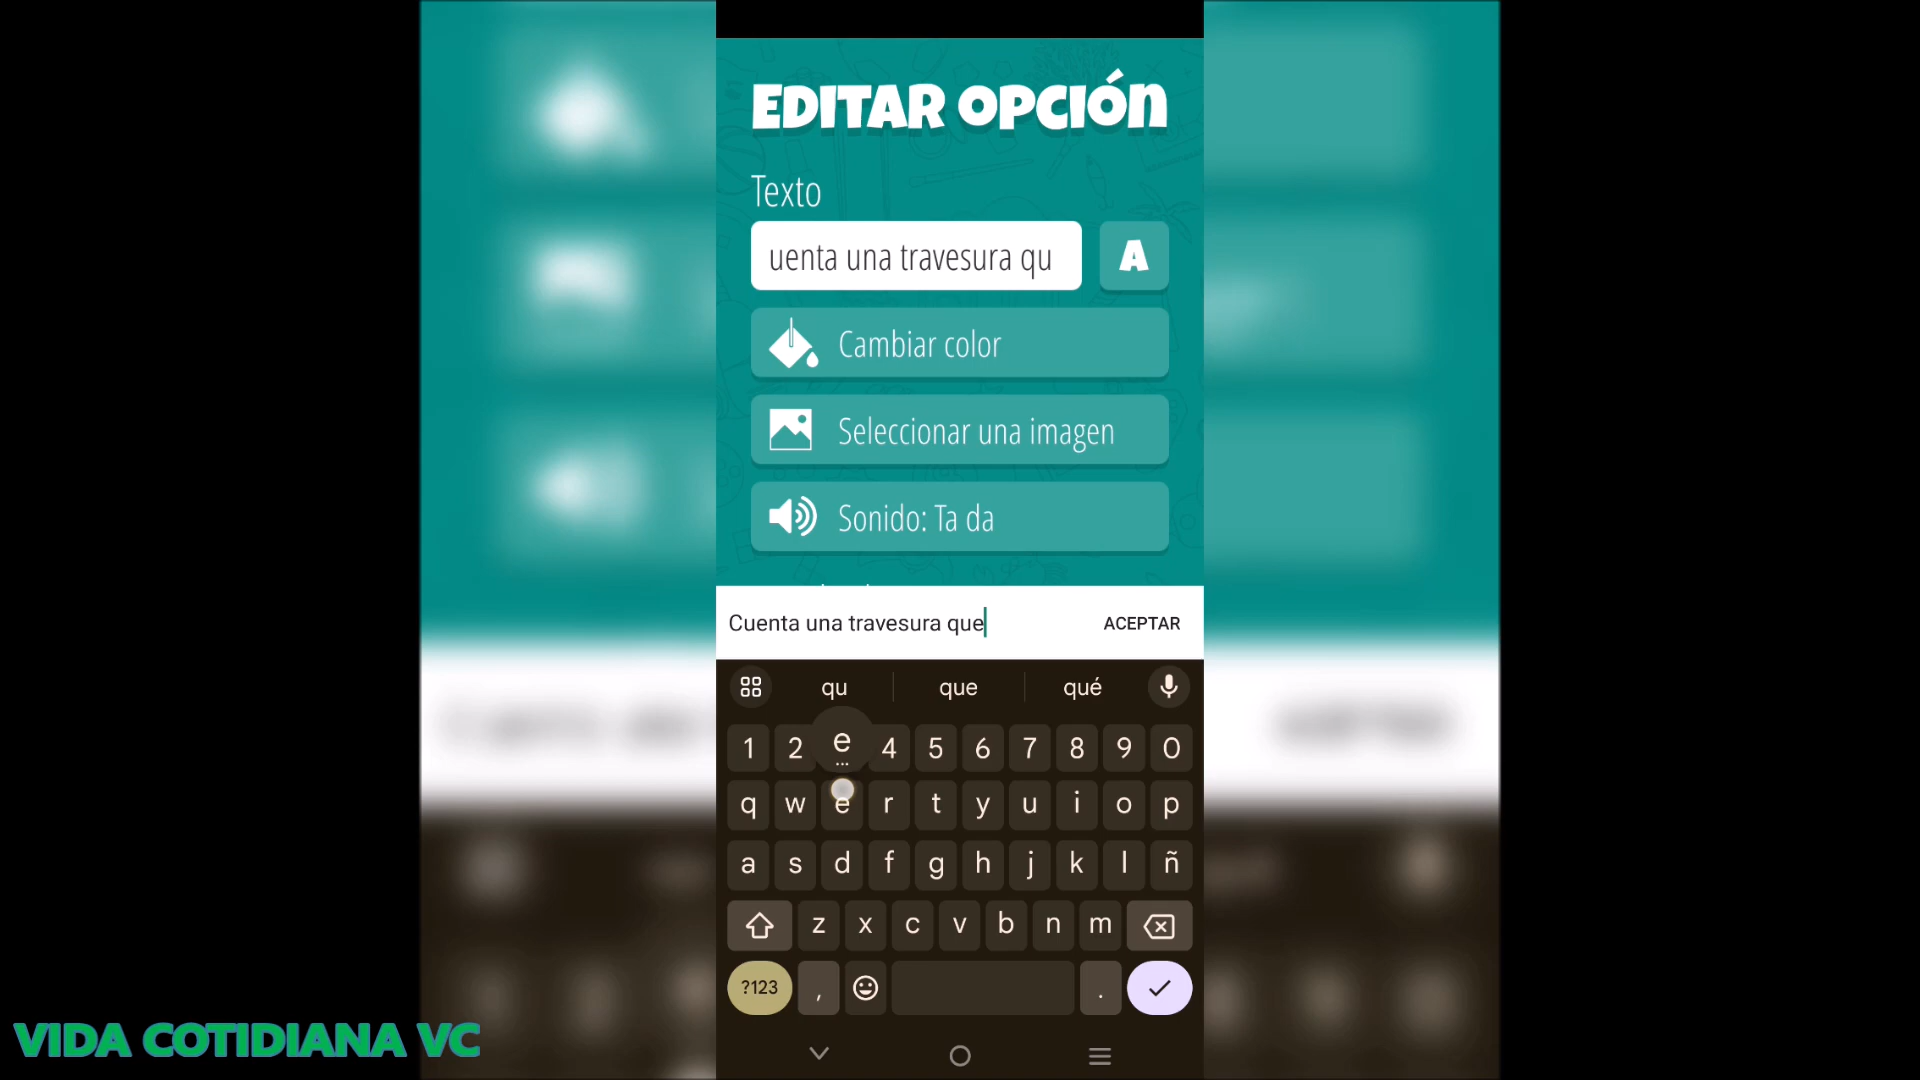 EDITAR OPCIÓN
Texto
uenta una travesura qu
A
Cambiar color
Seleccionar una imagen
Sonido: Ta da
Cuenta una travesura que
ACEPTAR
qu que qué
1 2 e 4 5 6 7 8 9 0
q w e r t y u i o p
a s d f g h j k l ñ
z x c v b n m
?123 , .
VIDA COTIDIANA VC